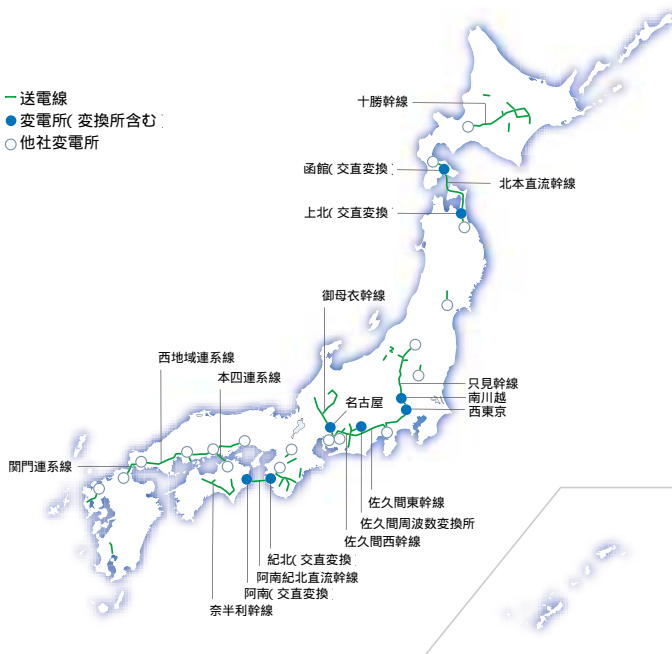 送電線
変電所( 変換所含む
他社変電所
十勝幹線
函館( 交直変換
北本直流幹線
上北( 交直変換
御母衣幹線
西地域連系線
本四連系線
名古屋
只見幹線
南川越
西東京
関門連系線
佐久間東幹線
佐久間周波数変換所
佐久間西幹線
紀北( 交直変換
阿南紀北直流幹線
阿南( 交直変換
奈半利幹線